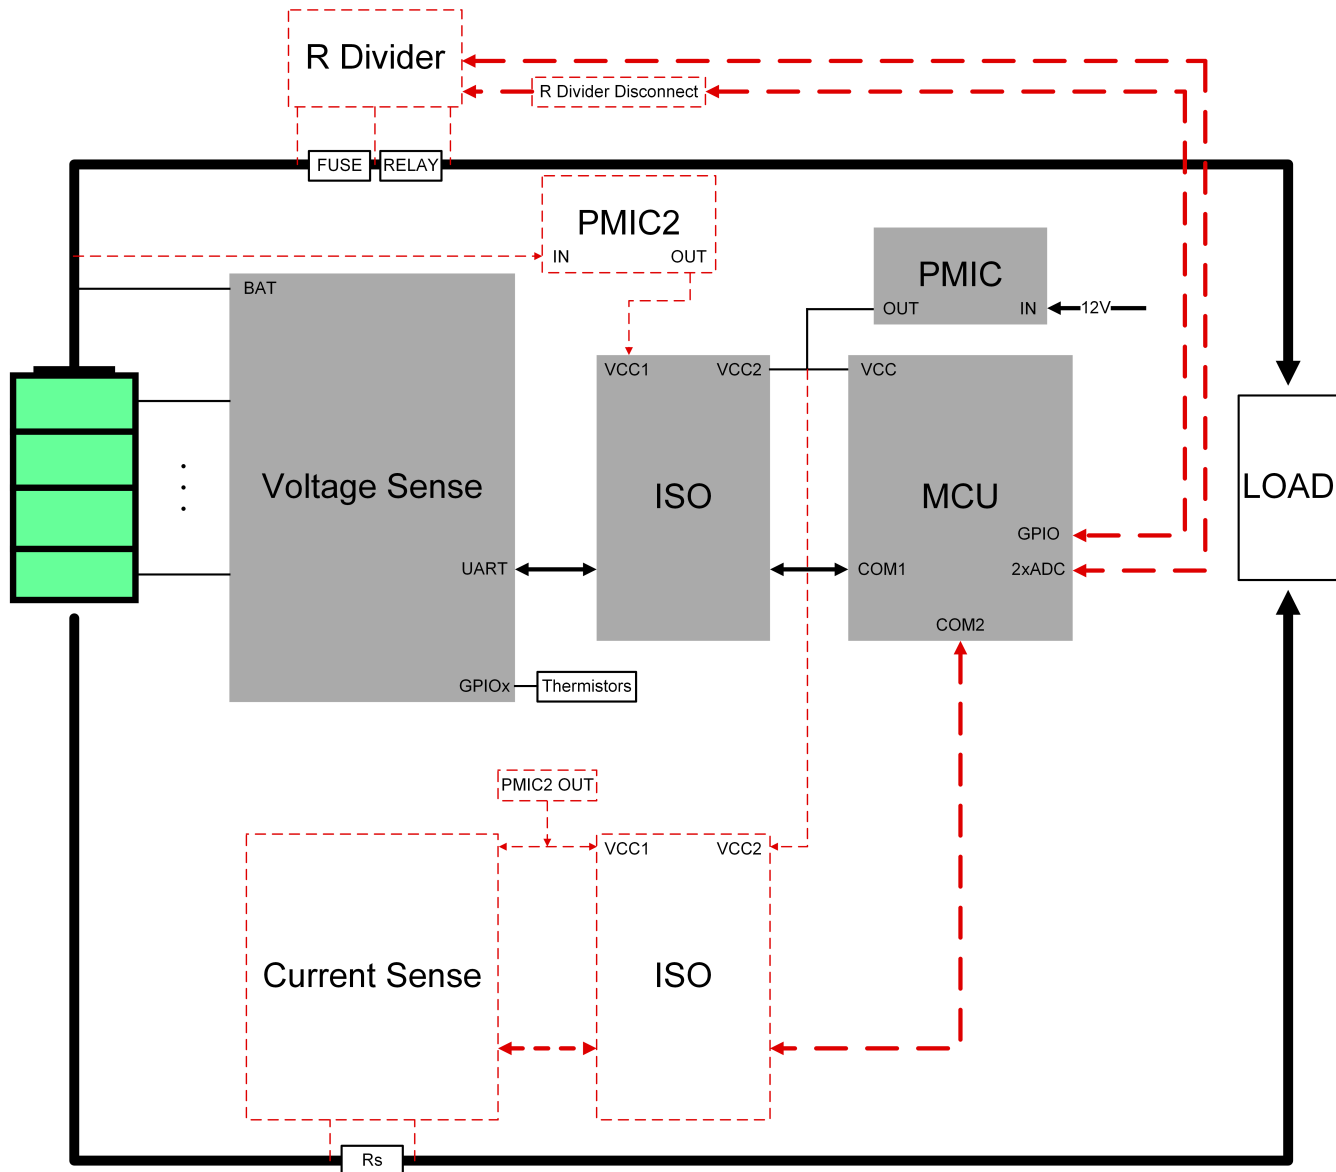 R Divider
R Divider Disconnect
FUSE
RELAY
PMIC2
IN
OUT
PMIC
OUT
IN
12V
BAT
VCC1
VCC2
VCC
Voltage Sense
ISO
MCU
LOAD
GPIO
UART
COM1
2xADC
COM2
GPIOx
Thermistors
PMIC2 OUT
VCC1
VCC2
Current Sense
ISO
Rs